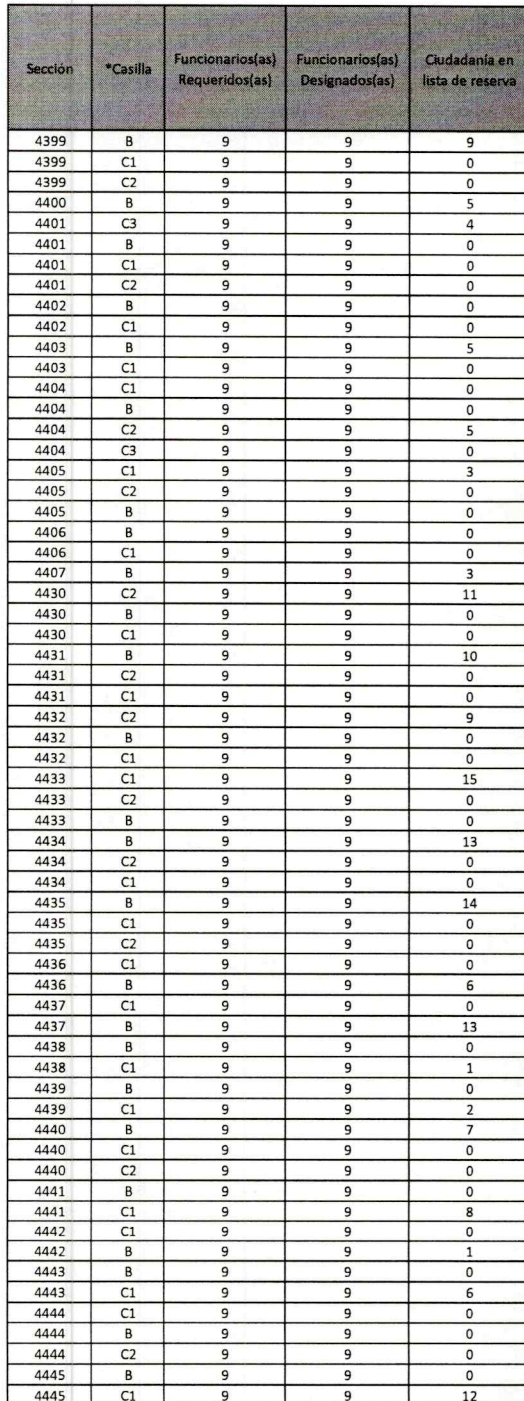 Sección *Casilla Funcionarios(as) Requeridos(as) Funcionarios(as) Designados(as) Ciudadanía en lista de reserva
4399 B 9 9 9
4399 C1 9 9 0
4399 C2 9 9 0
4400 B 9 9 5
4401 C3 9 9 4
4401 B 9 9 0
4401 C1 9 9 0
4401 C2 9 9 0
4402 B 9 9 0
4402 C1 9 9 0
4403 B 9 9 5
4403 C1 9 9 0
4404 C1 9 9 0
4404 B 9 9 0
4404 C2 9 9 5
4404 C3 9 9 0
4405 C1 9 9 3
4405 C2 9 9 0
4405 B 9 9 0
4406 B 9 9 0
4406 C1 9 9 0
4407 B 9 9 3
4430 C2 9 9 11
4430 B 9 9 0
4430 C1 9 9 0
4431 B 9 9 10
4431 C2 9 9 0
4431 C1 9 9 0
4432 C2 9 9 9
4432 B 9 9 0
4432 C1 9 9 0
4433 C1 9 9 15
4433 C2 9 9 0
4433 B 9 9 0
4434 B 9 9 13
4434 C2 9 9 0
4434 C1 9 9 0
4435 B 9 9 14
4435 C1 9 9 0
4435 C2 9 9 0
4436 C1 9 9 0
4436 B 9 9 6
4437 C1 9 9 0
4437 B 9 9 13
4438 B 9 9 0
4438 C1 9 9 1
4439 B 9 9 0
4439 C1 9 9 2
4440 B 9 9 7
4440 C1 9 9 0
4440 C2 9 9 0
4441 B 9 9 0
4441 C1 9 9 8
4442 C1 9 9 0
4442 B 9 9 1
4443 B 9 9 0
4443 C1 9 9 6
4444 C1 9 9 0
4444 B 9 9 0
4444 C2 9 9 0
4445 B 9 9 0
4445 C1 9 9 12